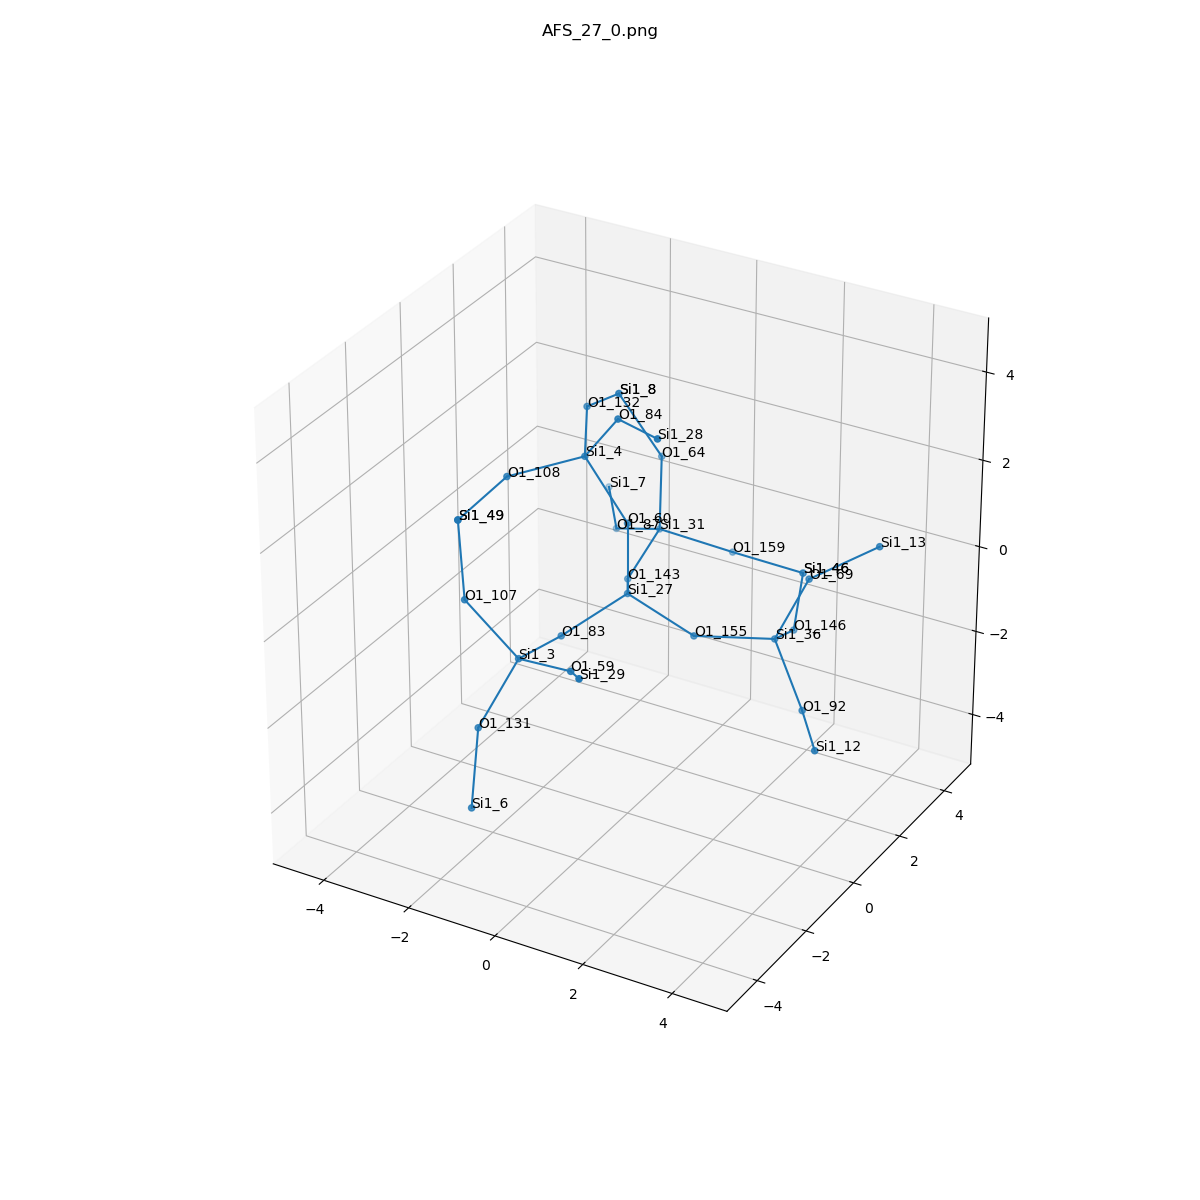 AFS_27_0.png
Si1_8
O1_132
O1_84
Si1_28
Si1_4
O1_64
O1_108
Si1_7
Si1_49
O1_60
O1_87
Si1_31
Si1_13
O1_159
Si1_46
O1_69
O1_143
Si1_27
O1_107
O1_146
O1_83
O1_155
Si1_36
Si1_3
O1_59
Si1_29
O1_92
O1_131
Si1_12
Si1_6
4
2
0
−2
−4
4
2
0
−2
−4
−4
−2
0
2
4